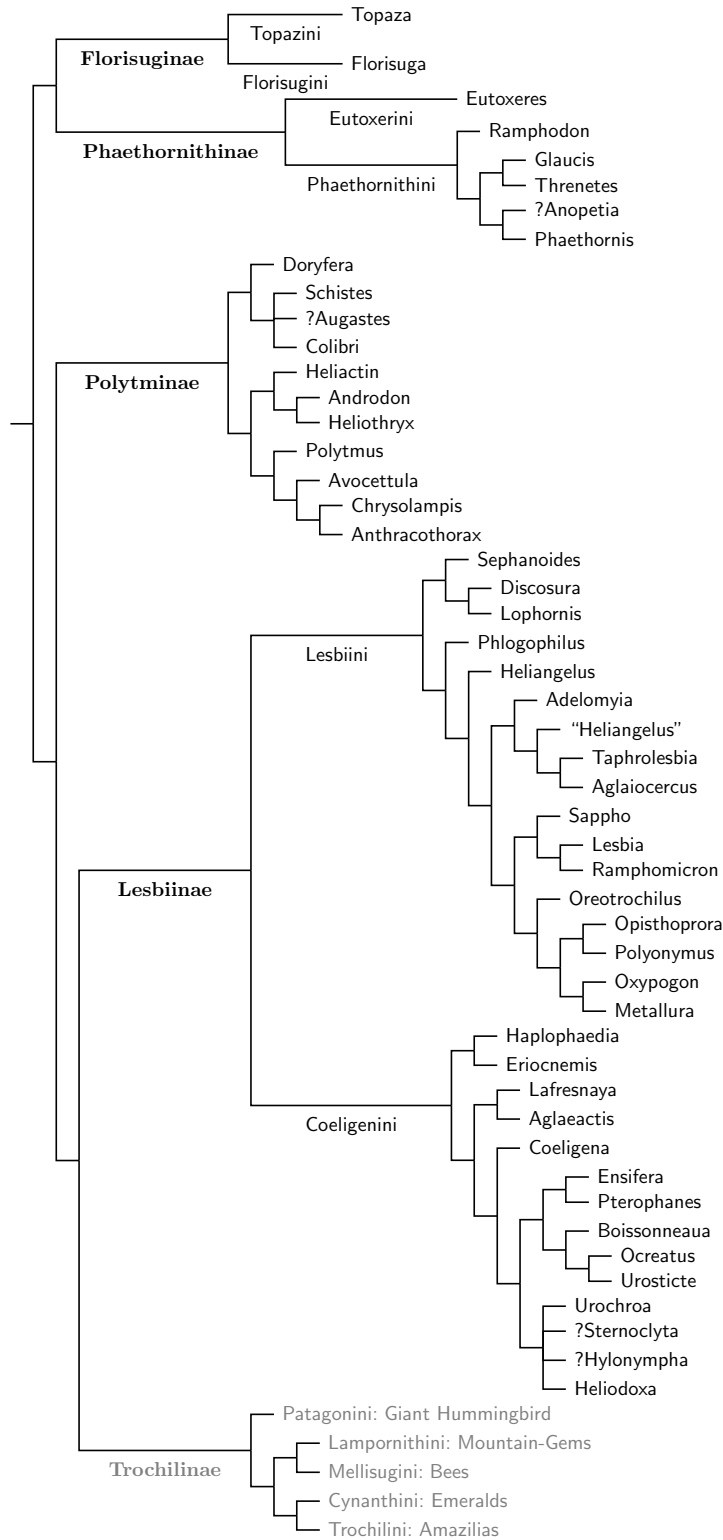 Topaza
Topazini
Florisuginae
Florisuga
Florisugini
Eutoxeres
Eutoxerini
Ramphodon
Phaethornithinae
Glaucis
Phaethornithini
Threnetes
?Anopetia
Phaethornis
Doryfera
Schistes
?Augastes
Colibri
Heliactin
Polytminae
Androdon
Heliothryx
Polytmus
Avocettula
Chrysolampis
Anthracothorax
Sephanoides
Discosura
Lophornis
Phlogophilus
Lesbiini
Heliangelus
Adelomyia
“Heliangelus”
Taphrolesbia
Aglaiocercus
Sappho
Lesbia
Ramphomicron
Lesbiinae
Oreotrochilus
Opisthoprora
Polyonymus
Oxypogon
Metallura
Haplophaedia
Eriocnemis
Lafresnaya
Aglaeactis
Coeligenini
Coeligena
Ensifera
Pterophanes
Boissonneaua
Ocreatus
Urosticte
Urochroa
?Sternoclyta
?Hylonympha
Heliodoxa
Patagonini: Giant Hummingbird
Lampornithini: Mountain-Gems
Trochilinae
Mellisugini: Bees
Cynanthini: Emeralds
Trochilini: Amazilias